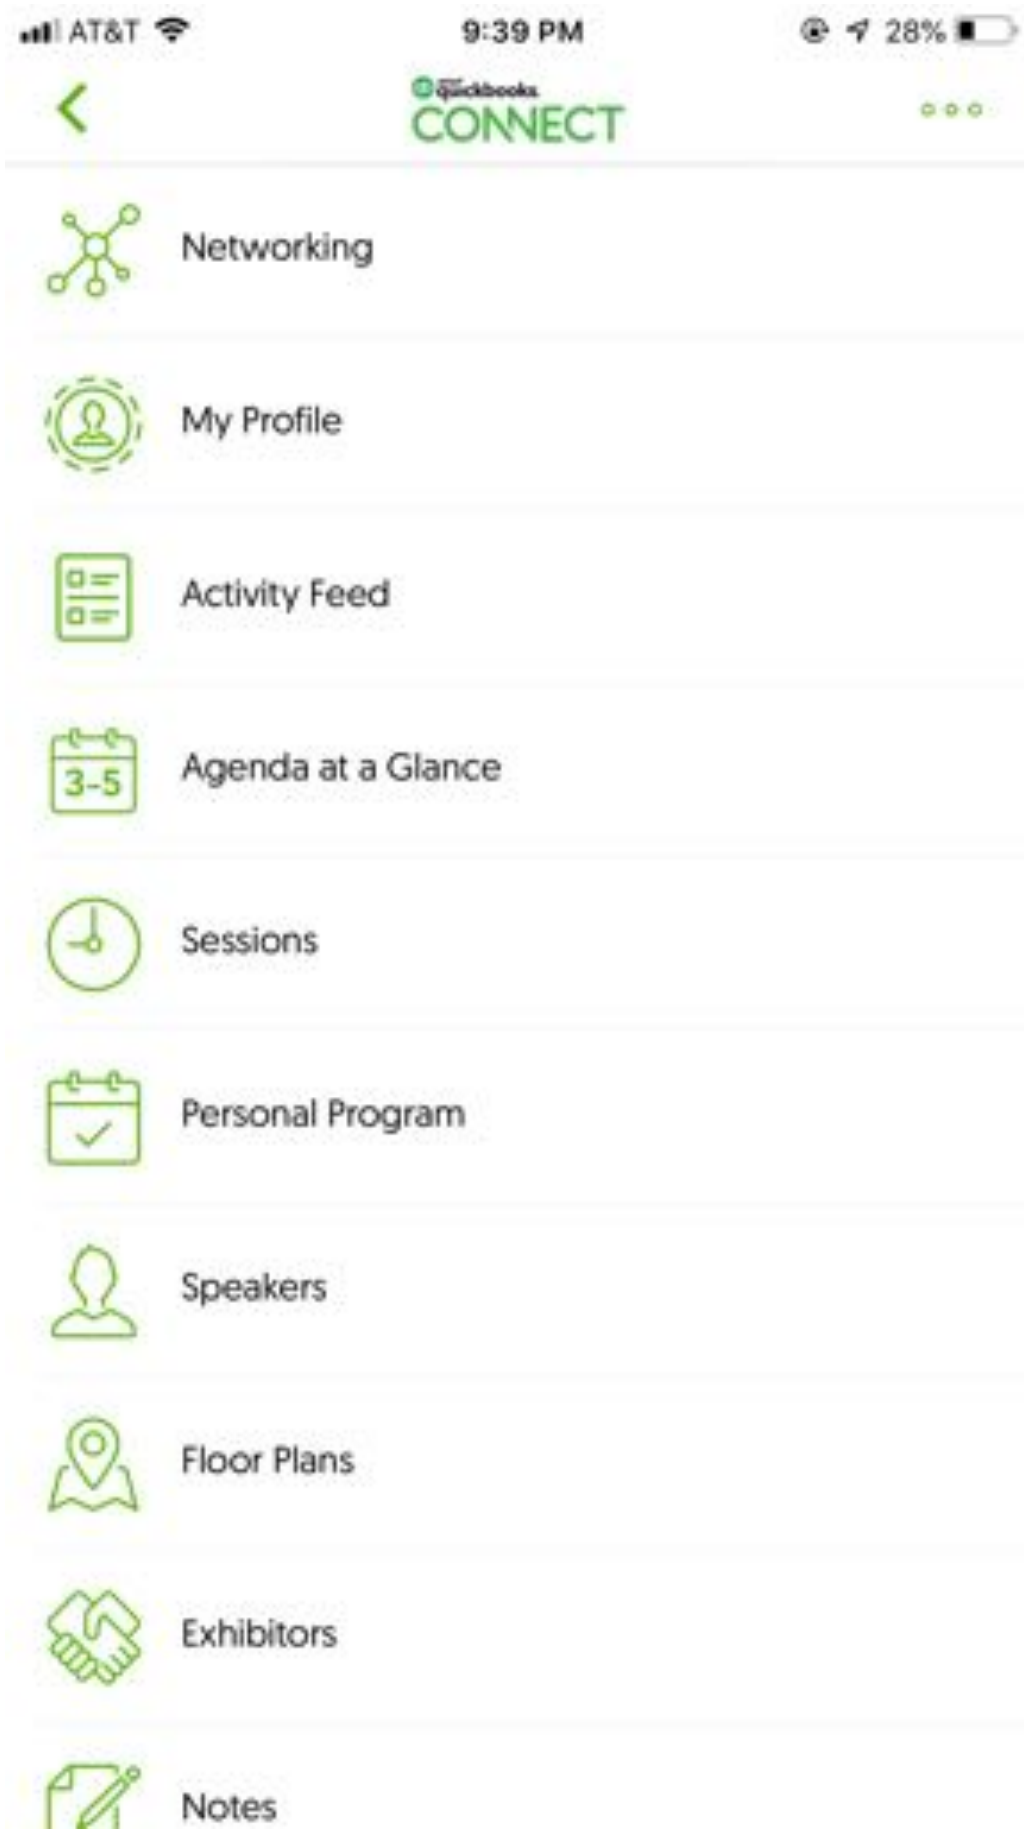 AT&T 9:39 PM 28%
quickbooks
CONNECT
Networking
My Profile
Activity Feed
3-5 Agenda at a Glance
Sessions
Personal Program
Speakers
Floor Plans
Exhibitors
Notes